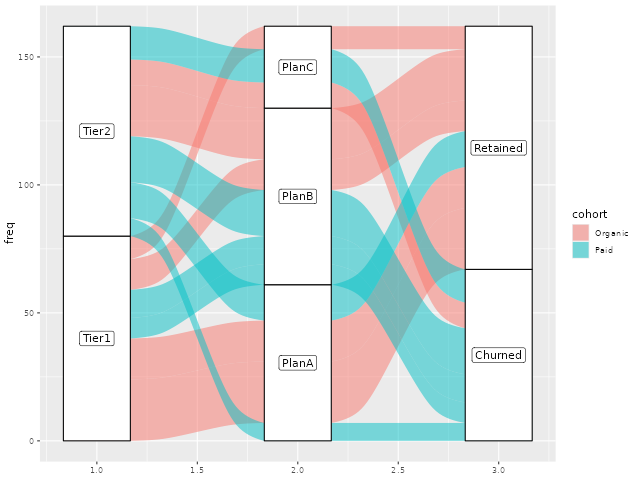 150
100
50
0
freq
Tier2
Tier1
PlanC
PlanB
PlanA
Retained
Churned
1.0 1.5 2.0 2.5 3.0
cohort
Organic
Paid